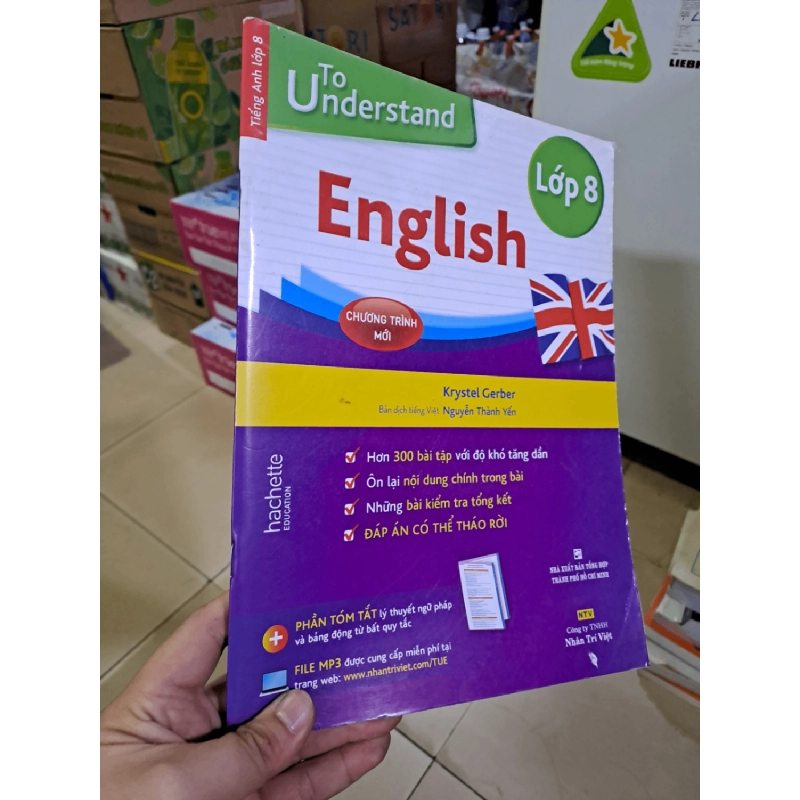 Tiếng Anh lớp 8
To
Understand
Lớp 8
English
CHƯƠNG TRÌNH
MỚI
Krystel Gerber
Bản dịch tiếng Việt Nguyễn Thành Yến
hachette
EDUCATION
Hơn 300 bài tập với độ khó tăng dần
Ôn lại nội dung chính trong bài
Những bài kiểm tra tổng kết
ĐÁP ÁN CÓ THỂ THÁO RỜI
PHẦN TÓM TẮT lý thuyết ngữ pháp
và bảng động từ bất quy tắc
FILE MP3 được cung cấp miễn phí tại
trang web: www.nhantriviet.com/TUE
NHÀ XUẤT BẢN TỔNG HỢP
THÀNH PHỐ HỒ CHÍ MINH
NTV
Công ty TNHH
Nhân Trí Việt
SATORI
LIEB